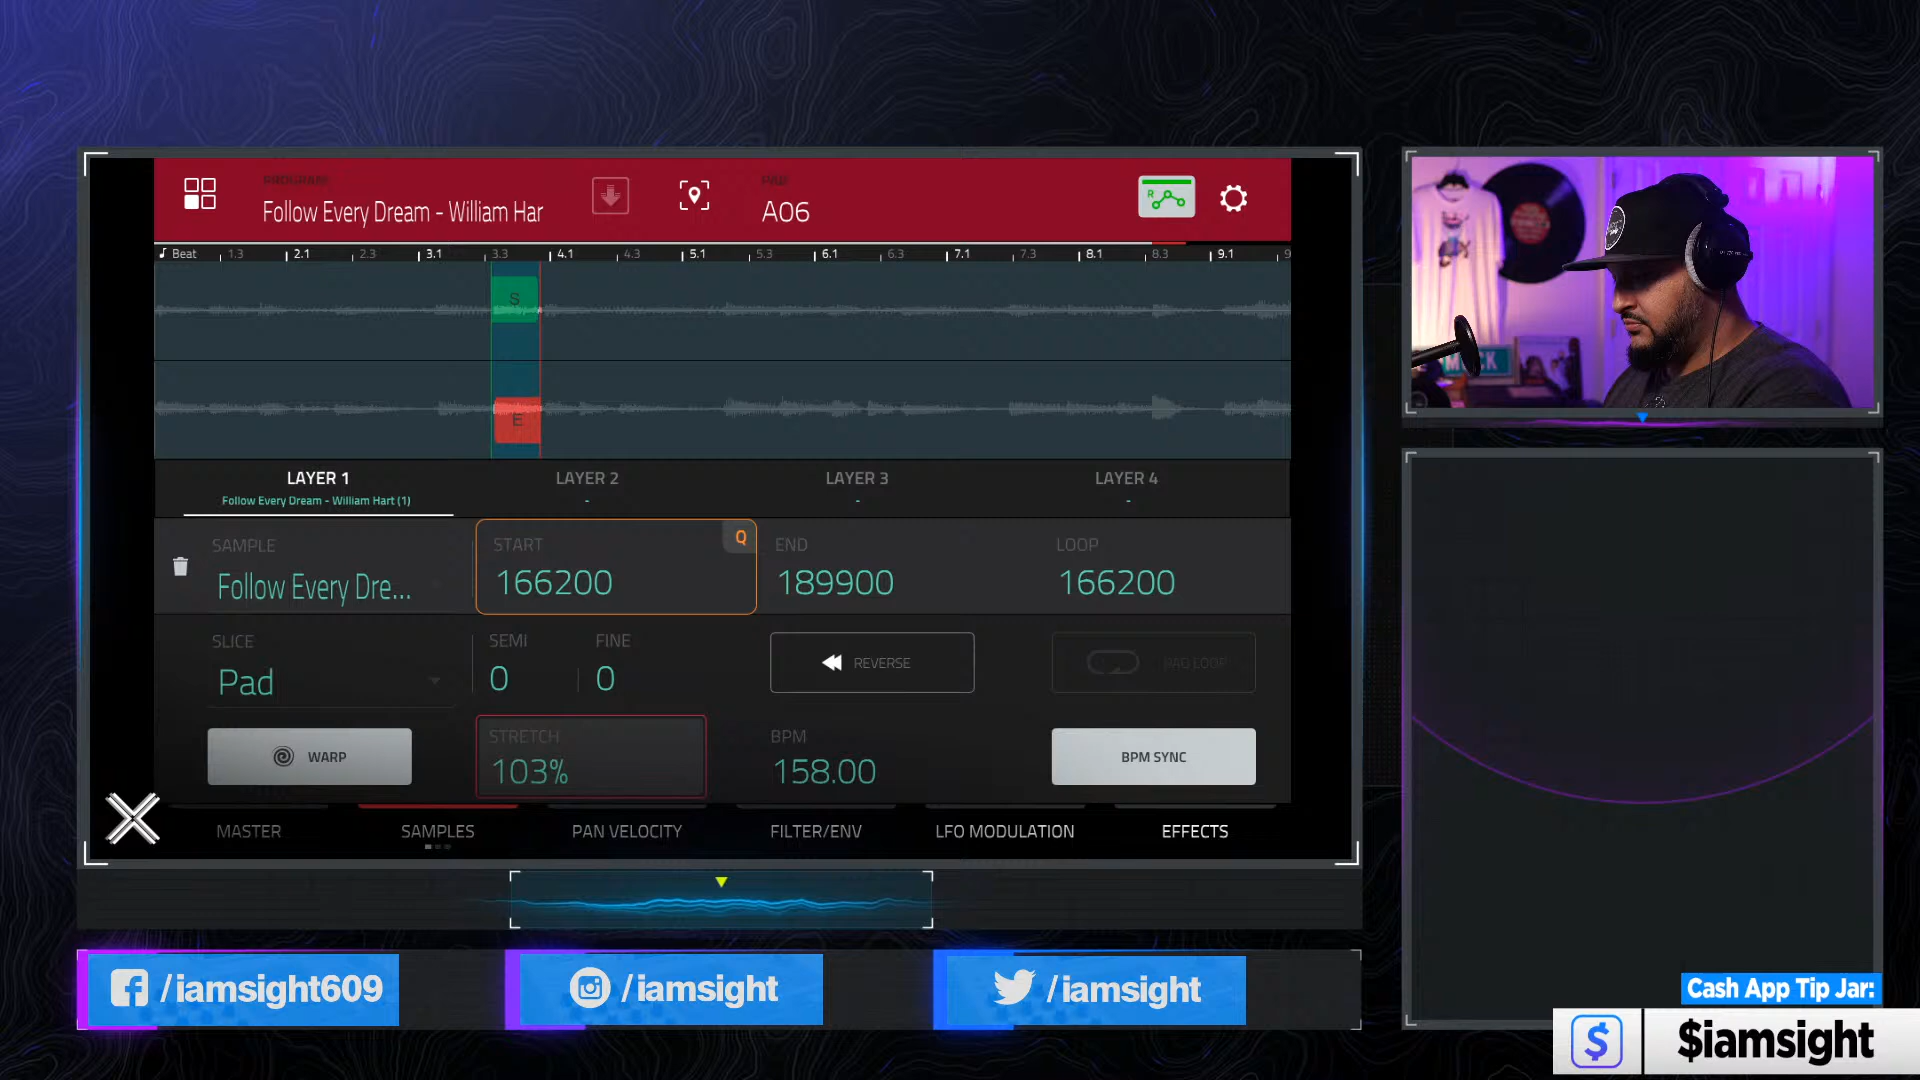 PROGRAM
Follow Every Dream - William Har
PAD
A06
R
Beat 1.3 2.1 2.3 3.1 3.3 4.1 4.3 5.1 5.3 6.1 6.3 7.1 7.3 8.1 8.3 9.1 9
S
E
LAYER 1 LAYER 2 LAYER 3 LAYER 4
Follow Every Dream - William Hart (1) - - -
SAMPLE START Q END LOOP
Follow Every Dre... 166200 189900 166200
SLICE SEMI FINE
Pad 0 0 REVERSE PAD LOOP
WARP STRETCH BPM BPM SYNC
103% 158.00
MASTER SAMPLES PAN VELOCITY FILTER/ENV LFO MODULATION EFFECTS
/iamsight609 /iamsight /iamsight
Cash App Tip Jar:
$ $iamsight